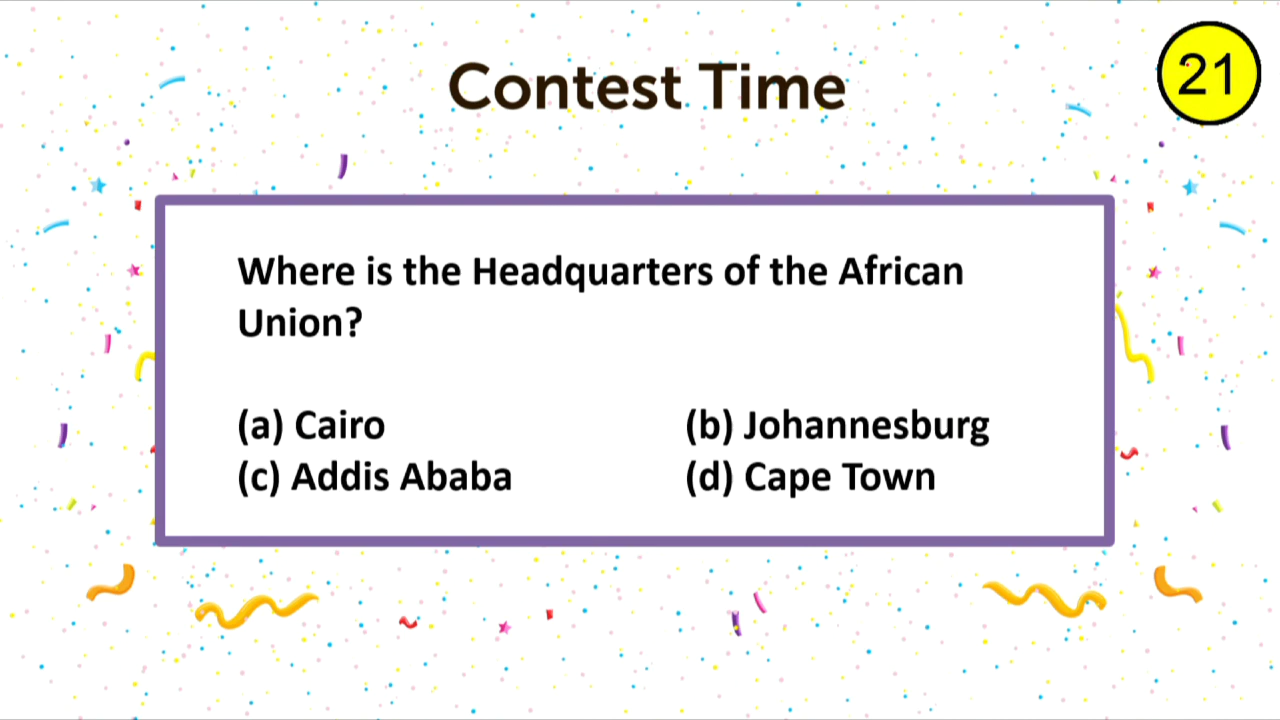 Contest Time
21
Where is the Headquarters of the African
Union?
(a) Cairo (b) Johannesburg
(c) Addis Ababa (d) Cape Town